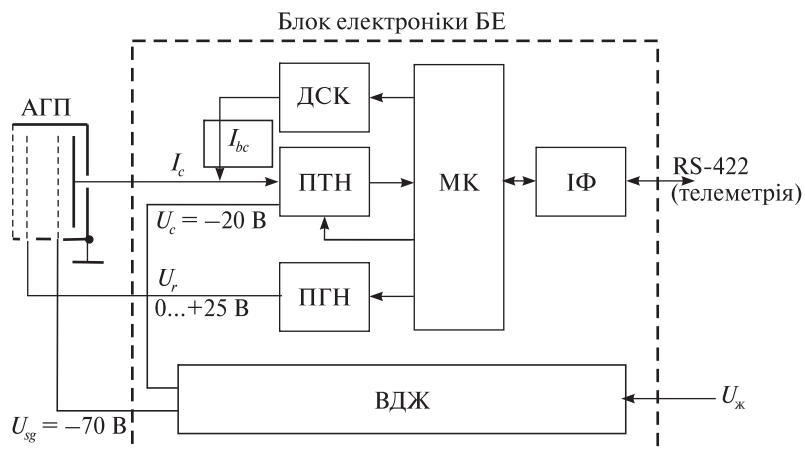 Блок електроніки БЕ
АГП
ДСК
I_bc
I_c
ПТН
МК
ІФ
RS-422
(телеметрія)
U_c = –20 В
U_r
0...+25 В
ПГН
ВДЖ
U_ж
U_sg = –70 В